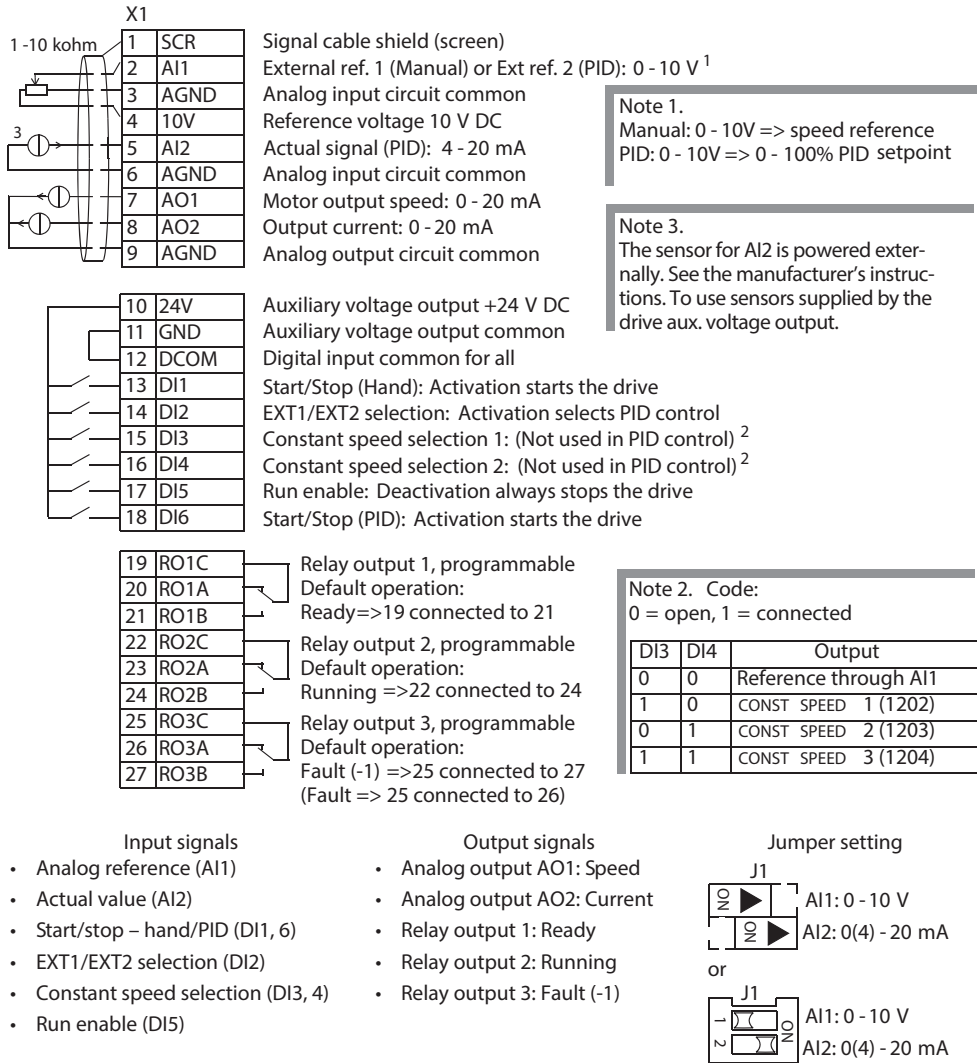 X1
1 -10 kohm
1 SCR Signal cable shield (screen)
2 AI1 External ref. 1 (Manual) or Ext ref. 2 (PID): 0 - 10 V 1
3 AGND Analog input circuit common
4 10V Reference voltage 10 V DC
3
5 AI2 Actual signal (PID): 4 - 20 mA
6 AGND Analog input circuit common
7 AO1 Motor output speed: 0 - 20 mA
8 AO2 Output current: 0 - 20 mA
9 AGND Analog output circuit common
Note 1.
Manual: 0 - 10V => speed reference
PID: 0 - 10V => 0 - 100% PID setpoint
Note 3.
The sensor for AI2 is powered exter-
nally. See the manufacturer's instruc-
tions. To use sensors supplied by the
drive aux. voltage output.
10 24V Auxiliary voltage output +24 V DC
11 GND Auxiliary voltage output common
12 DCOM Digital input common for all
13 DI1 Start/Stop (Hand): Activation starts the drive
14 DI2 EXT1/EXT2 selection: Activation selects PID control
15 DI3 Constant speed selection 1: (Not used in PID control) 2
16 DI4 Constant speed selection 2: (Not used in PID control) 2
17 DI5 Run enable: Deactivation always stops the drive
18 DI6 Start/Stop (PID): Activation starts the drive
19 RO1C Relay output 1, programmable
20 RO1A Default operation:
21 RO1B Ready=>19 connected to 21
22 RO2C Relay output 2, programmable
23 RO2A Default operation:
24 RO2B Running =>22 connected to 24
25 RO3C Relay output 3, programmable
26 RO3A Default operation:
27 RO3B Fault (-1) =>25 connected to 27
(Fault => 25 connected to 26)
Note 2. Code:
0 = open, 1 = connected
DI3 DI4 Output
0 0 Reference through AI1
1 0 CONST SPEED 1 (1202)
0 1 CONST SPEED 2 (1203)
1 1 CONST SPEED 3 (1204)
Input signals
• Analog reference (AI1)
• Actual value (AI2)
• Start/stop – hand/PID (DI1, 6)
• EXT1/EXT2 selection (DI2)
• Constant speed selection (DI3, 4)
• Run enable (DI5)
Output signals
• Analog output AO1: Speed
• Analog output AO2: Current
• Relay output 1: Ready
• Relay output 2: Running
• Relay output 3: Fault (-1)
Jumper setting
J1
ON AI1: 0 - 10 V
ON AI2: 0(4) - 20 mA
or
J1
1 ON AI1: 0 - 10 V
2 AI2: 0(4) - 20 mA